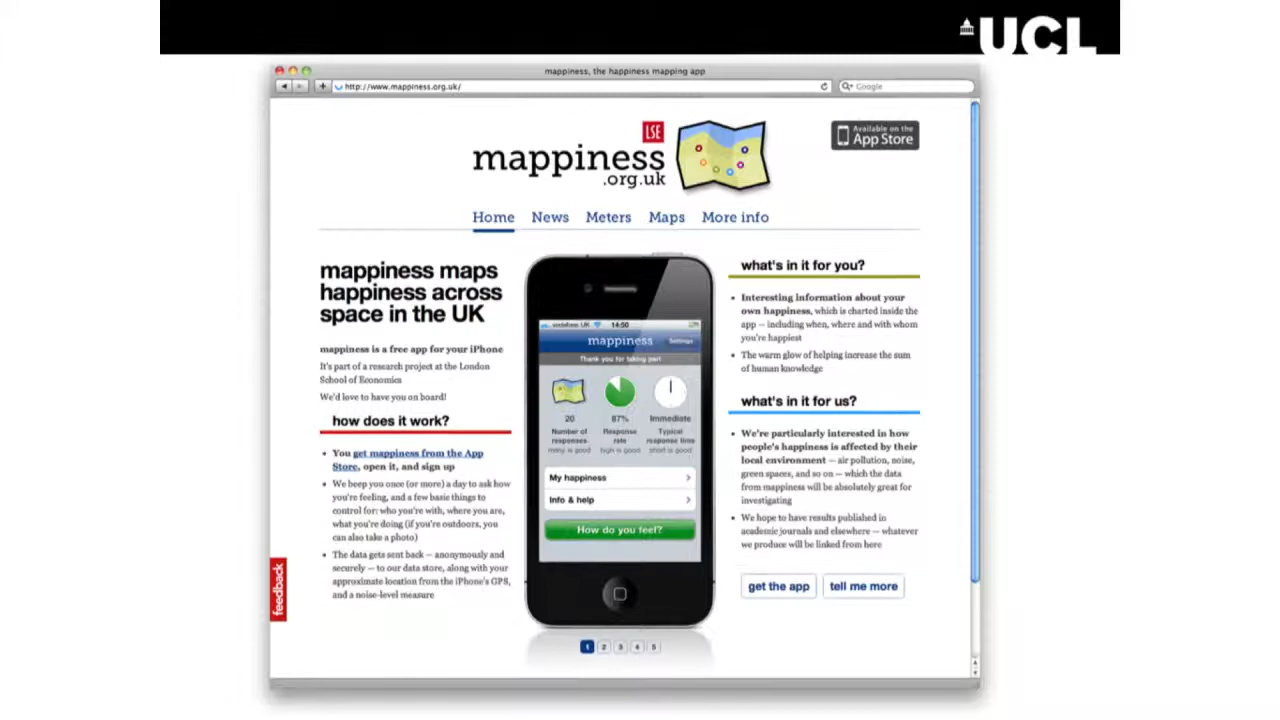 UCL
mappiness, the happiness mapping app
http://www.mappiness.org.uk/
Google
LSE
mappiness
.org.uk
Available on the
App Store
Home News Meters Maps More info
mappiness maps
happiness across
space in the UK
mappiness is a free app for your iPhone
It's part of a research project at the London
School of Economics
We'd love to have you on board!
how does it work?
• You get mappiness from the App
Store, open it, and sign up
• We beep you once (or more) a day to ask how
you're feeling, and a few basic things to
control for: who you're with, where you are,
what you're doing (if you're outdoors, you
can also take a photo)
• The data gets sent back — anonymously and
securely — to our data store, along with your
approximate location from the iPhone's GPS,
and a noise-level measure
feedback
vodafone UK 14:50
mappiness Settings
Thank you for taking part
20 87% Immediate
Number of responses
many is good
Response rate
high is good
Typical response time
short is good
My happiness
Info & help
How do you feel?
1 2 3 4 5
what's in it for you?
• Interesting information about your
own happiness, which is charted inside the
app — including when, where and with whom
you're happiest
• The warm glow of helping increase the sum
of human knowledge
what's in it for us?
• We're particularly interested in how
people's happiness is affected by their
local environment — air pollution, noise,
green spaces, and so on — which the data
from mappiness will be absolutely great for
investigating
• We hope to have results published in
academic journals and elsewhere — whatever
we produce will be linked from here
get the app tell me more